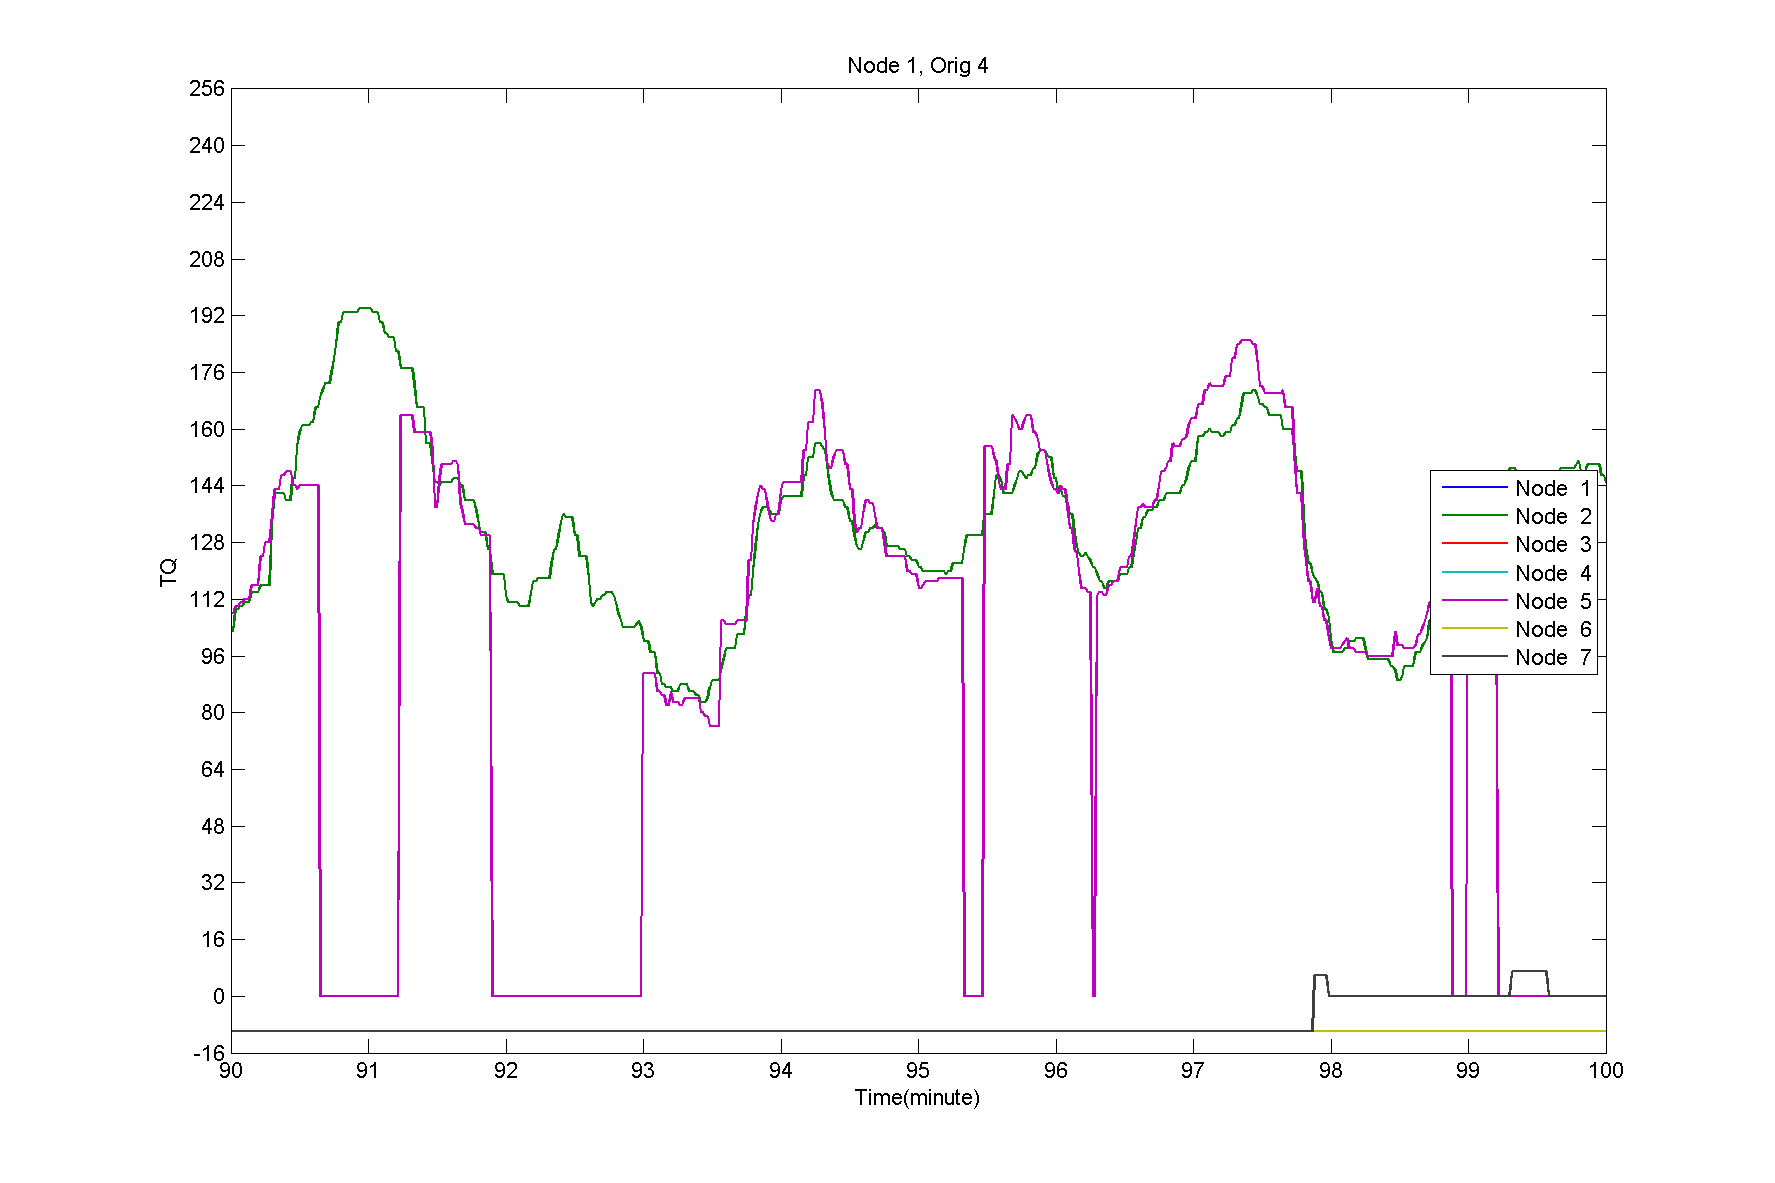 Node 1, Orig 4
256
240
224
208
192
176
160
144
128
112
96
80
64
48
32
16
0
-16
TQ
Node 1
Node 2
Node 3
Node 4
Node 5
Node 6
Node 7
90 91 92 93 94 95 96 97 98 99 100
Time(minute)